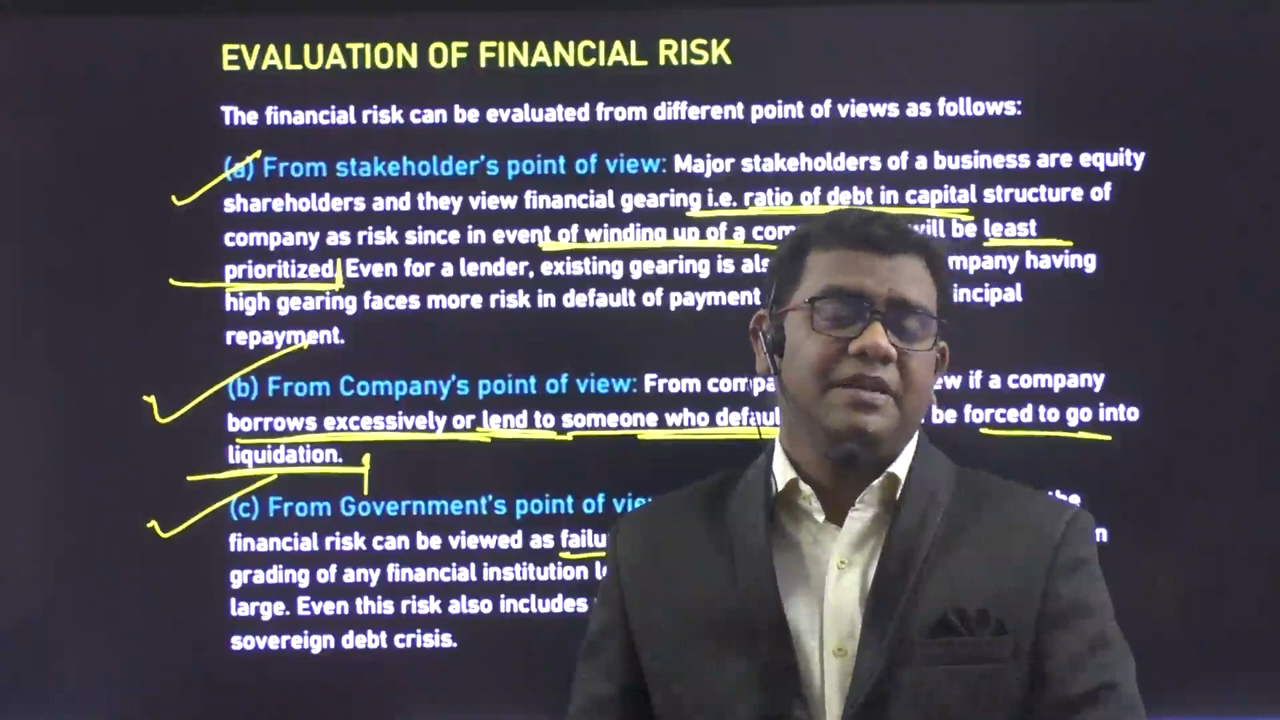 EVALUATION OF FINANCIAL RISK
The financial risk can be evaluated from different point of views as follows:
(a) From stakeholder's point of view: Major stakeholders of a business are equity
shareholders and they view financial gearing i.e. ratio of debt in capital structure of
company as risk since in event of winding up of a com will be least
prioritized. Even for a lender, existing gearing is als mpany having
high gearing faces more risk in default of payment incipal
repayment.
(b) From Company's point of view: From compa ew if a company
borrows excessively or lend to someone who defaul be forced to go into
liquidation.
(c) From Government's point of vie the
financial risk can be viewed as failu n
grading of any financial institution l
large. Even this risk also includes
sovereign debt crisis.